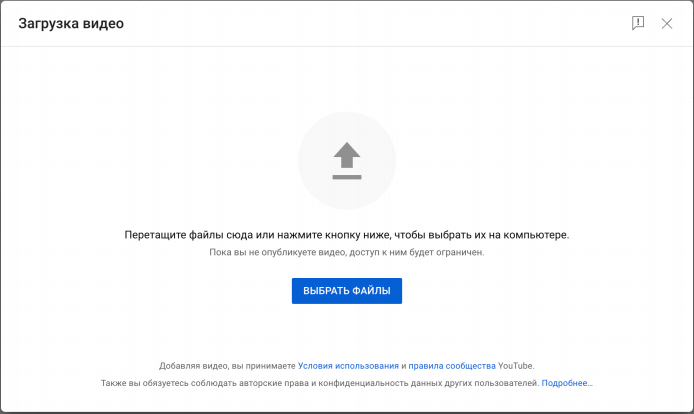 Загрузка видео
Перетащите файлы сюда или нажмите кнопку ниже, чтобы выбрать их на компьютере.
Пока вы не опубликуете видео, доступ к ним будет ограничен.
ВЫБРАТЬ ФАЙЛЫ
Добавляя видео, вы принимаете Условия использования и правила сообщества YouTube.
Также вы обязуетесь соблюдать авторские права и конфиденциальность данных других пользователей. Подробнее…